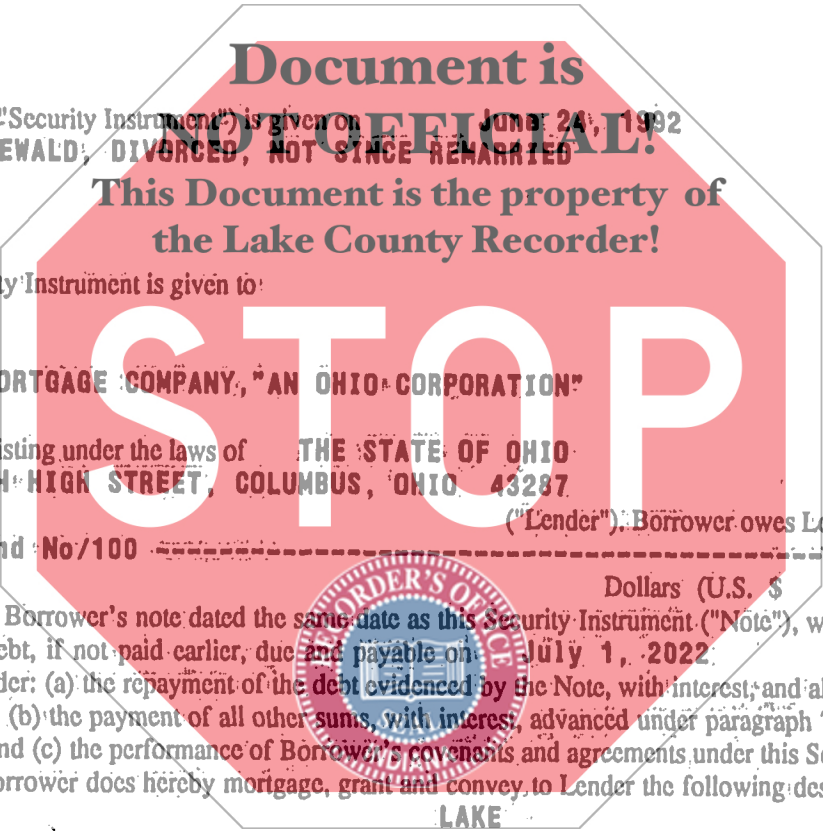 Document is
NOT OFFICIAL!
"Security Instrument") is given on June 24, 1992
EWALD, DIVORCED, NOT SINCE REMARRIED
This Document is the property of
the Lake County Recorder!
ty Instrument is given to
STOP
ORTGAGE COMPANY, "AN OHIO CORPORATION"
isting under the laws of THE STATE OF OHIO
H HIGH STREET, COLUMBUS, OHIO 43287
("Lender"). Borrower owes Le
nd No/100 ----------------------------------------
Dollars (U.S. $
Borrower's note dated the same date as this Security Instrument ("Note"), w
ebt, if not paid earlier, due and payable on July 1, 2022
der: (a) the repayment of the debt evidenced by the Note, with interest, and al
(b) the payment of all other sums, with interest, advanced under paragraph
nd (c) the performance of Borrower's covenants and agreements under this Se
orrower does hereby mortgage, grant and convey to Lender the following des
LAKE
RECORDER'S OFFICE